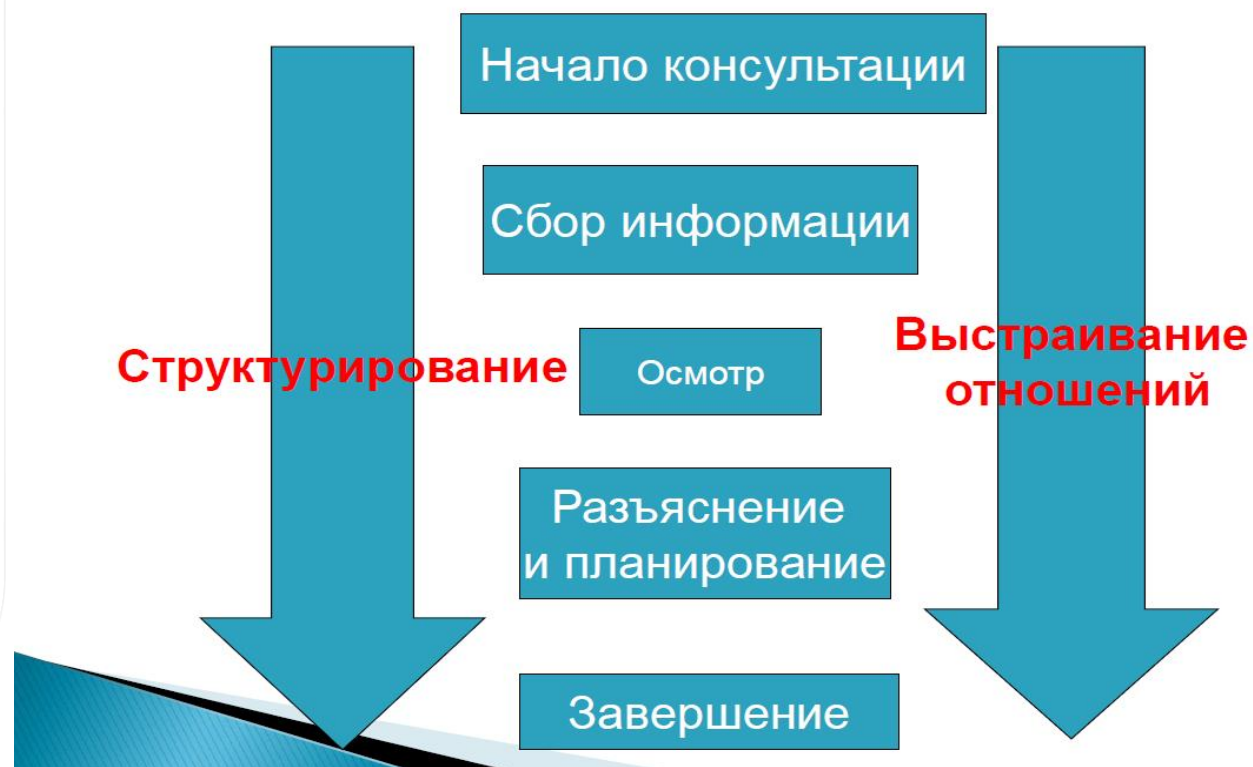 Начало консультации
Сбор информации
Структурирование
Осмотр
Выстраивание
отношений
Разъяснение
и планирование
Завершение